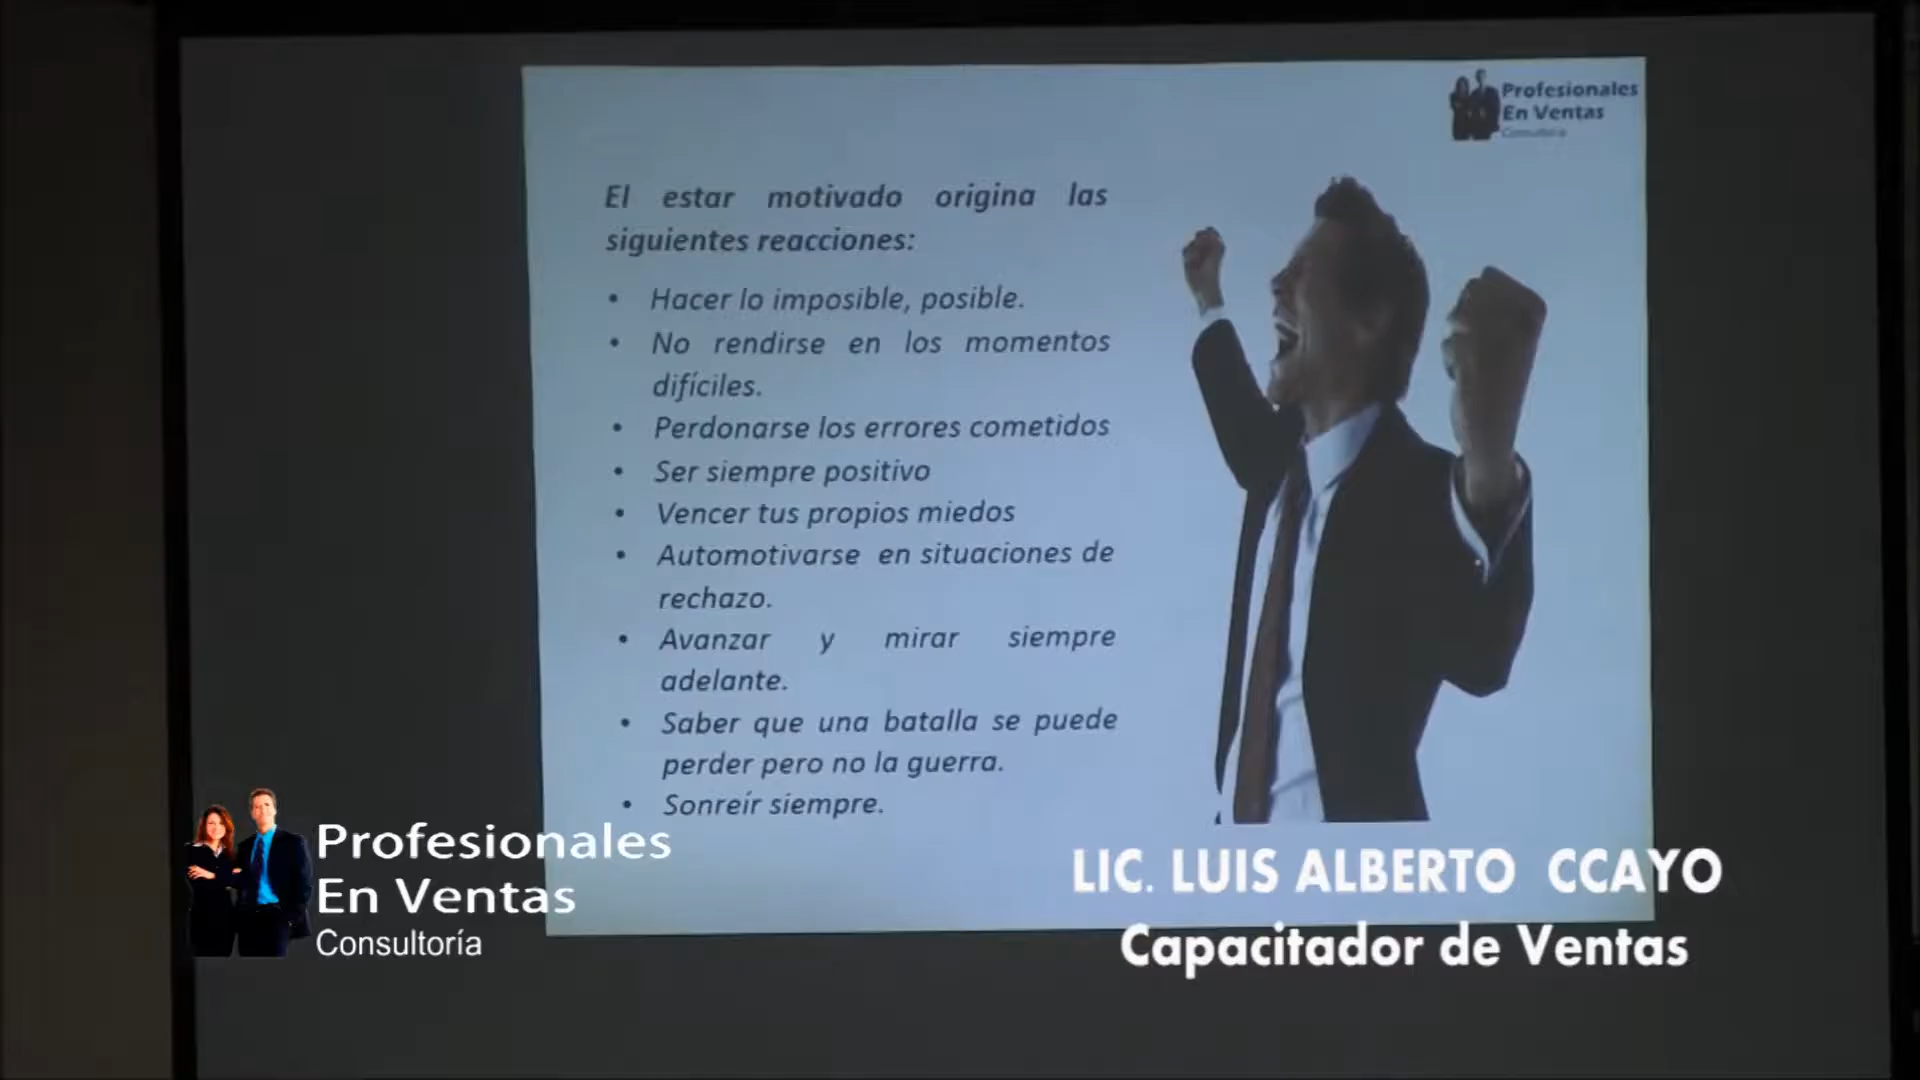 Profesionales
En Ventas
Consultoría
El estar motivado origina las
siguientes reacciones:
• Hacer lo imposible, posible.
• No rendirse en los momentos
difíciles.
• Perdonarse los errores cometidos
• Ser siempre positivo
• Vencer tus propios miedos
• Automotivarse en situaciones de
rechazo.
• Avanzar y mirar siempre
adelante.
• Saber que una batalla se puede
perder pero no la guerra.
• Sonreír siempre.
Profesionales
En Ventas
Consultoría
LIC. LUIS ALBERTO CCAYO
Capacitador de Ventas